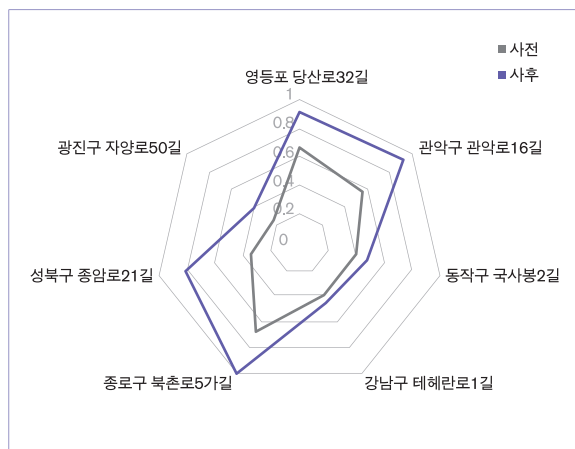 사전
사후
영등포 당산로32길
1
0.8
0.6
0.4
0.2
0
광진구 자양로50길
관악구 관악로16길
성북구 종암로21길
동작구 국사봉2길
종로구 북촌로5가길
강남구 테헤란로1길